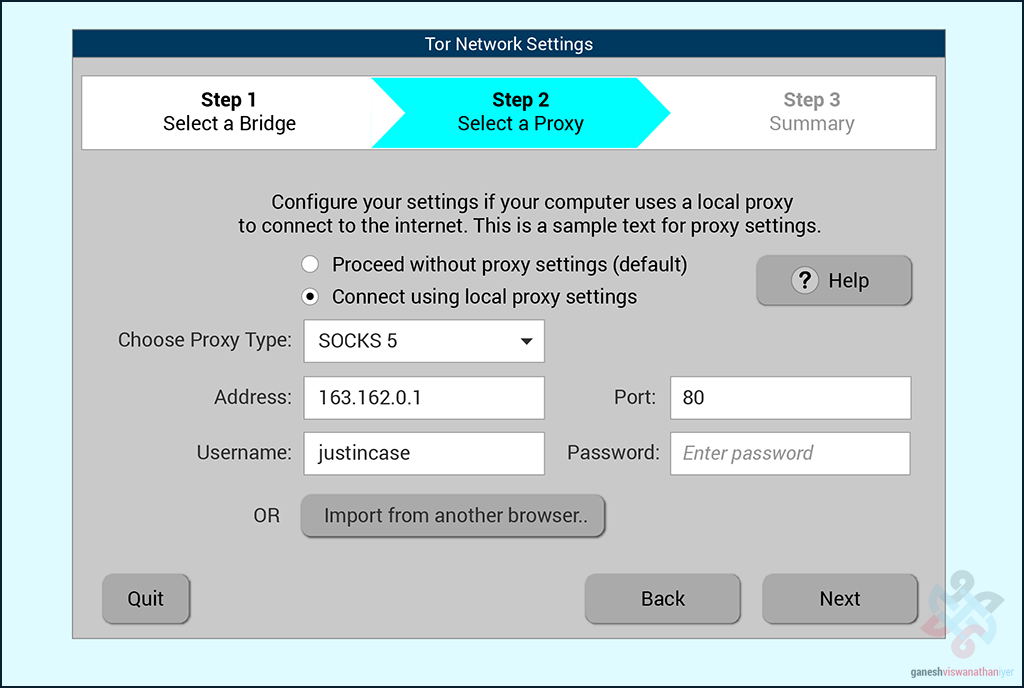 Tor Network Settings
Step 1
Select a Bridge
Step 2
Select a Proxy
Step 3
Summary
Configure your settings if your computer uses a local proxy
to connect to the internet. This is a sample text for proxy settings.
Proceed without proxy settings (default)
Connect using local proxy settings
? Help
Choose Proxy Type: SOCKS 5
Address: 163.162.0.1 Port: 80
Username: justincase Password: Enter password
OR Import from another browser..
Quit Back Next
ganeshviswanathaniyer